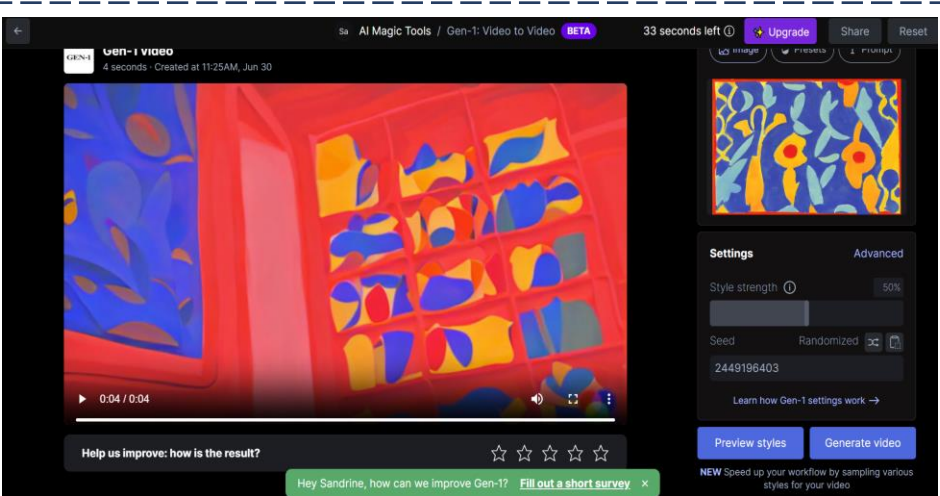 Sa AI Magic Tools / Gen-1: Video to Video BETA 33 seconds left Upgrade Share Reset
GEN-1
Gen-1 Video
4 seconds · Created at 11:25AM, Jun 30
Image Presets Prompt
Settings Advanced
Style strength 50%
Seed Randomized
2449196403
Learn how Gen-1 settings work →
0:04 / 0:04
Preview styles Generate video
Help us improve: how is the result?
NEW Speed up your workflow by sampling various
styles for your video
Hey Sandrine, how can we improve Gen-1? Fill out a short survey ×